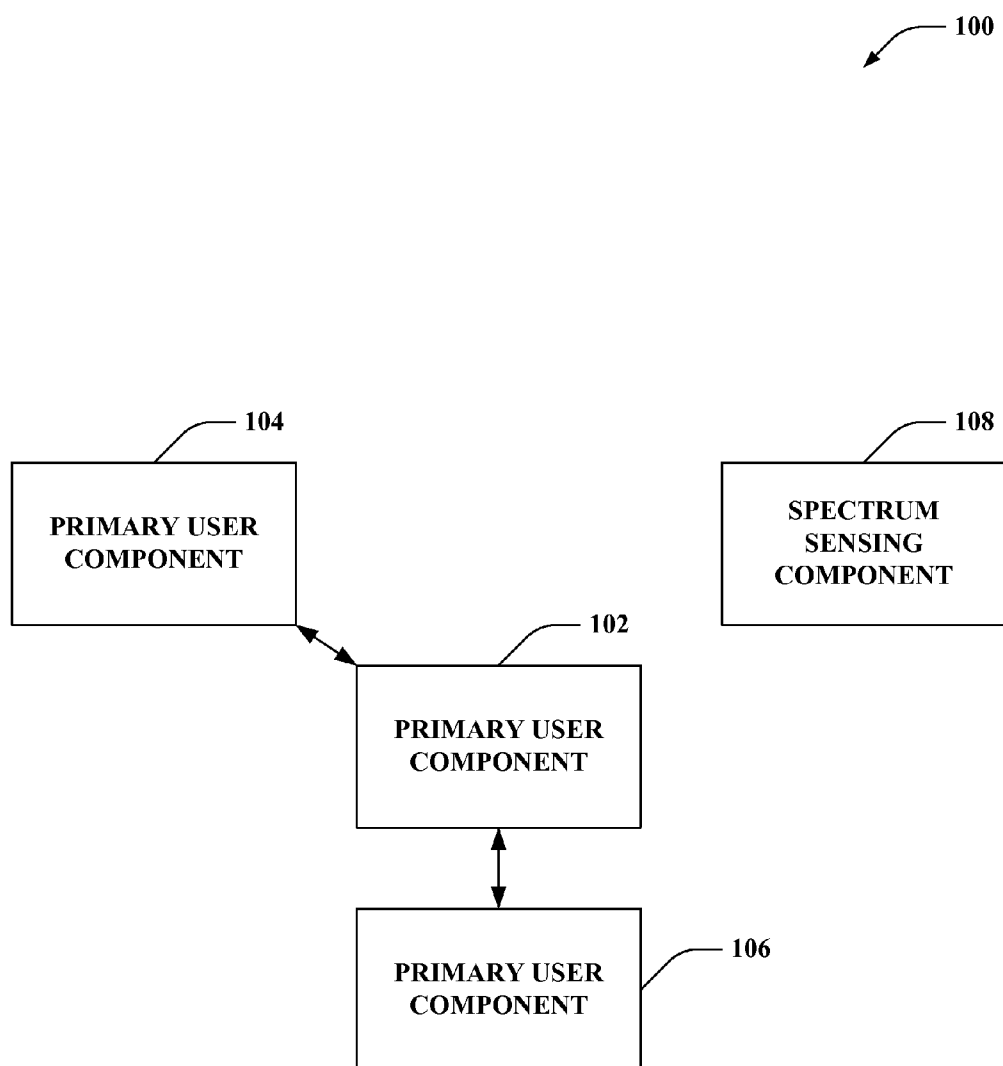 100
104
108
PRIMARY USER
COMPONENT
SPECTRUM
SENSING
COMPONENT
102
PRIMARY USER
COMPONENT
106
PRIMARY USER
COMPONENT